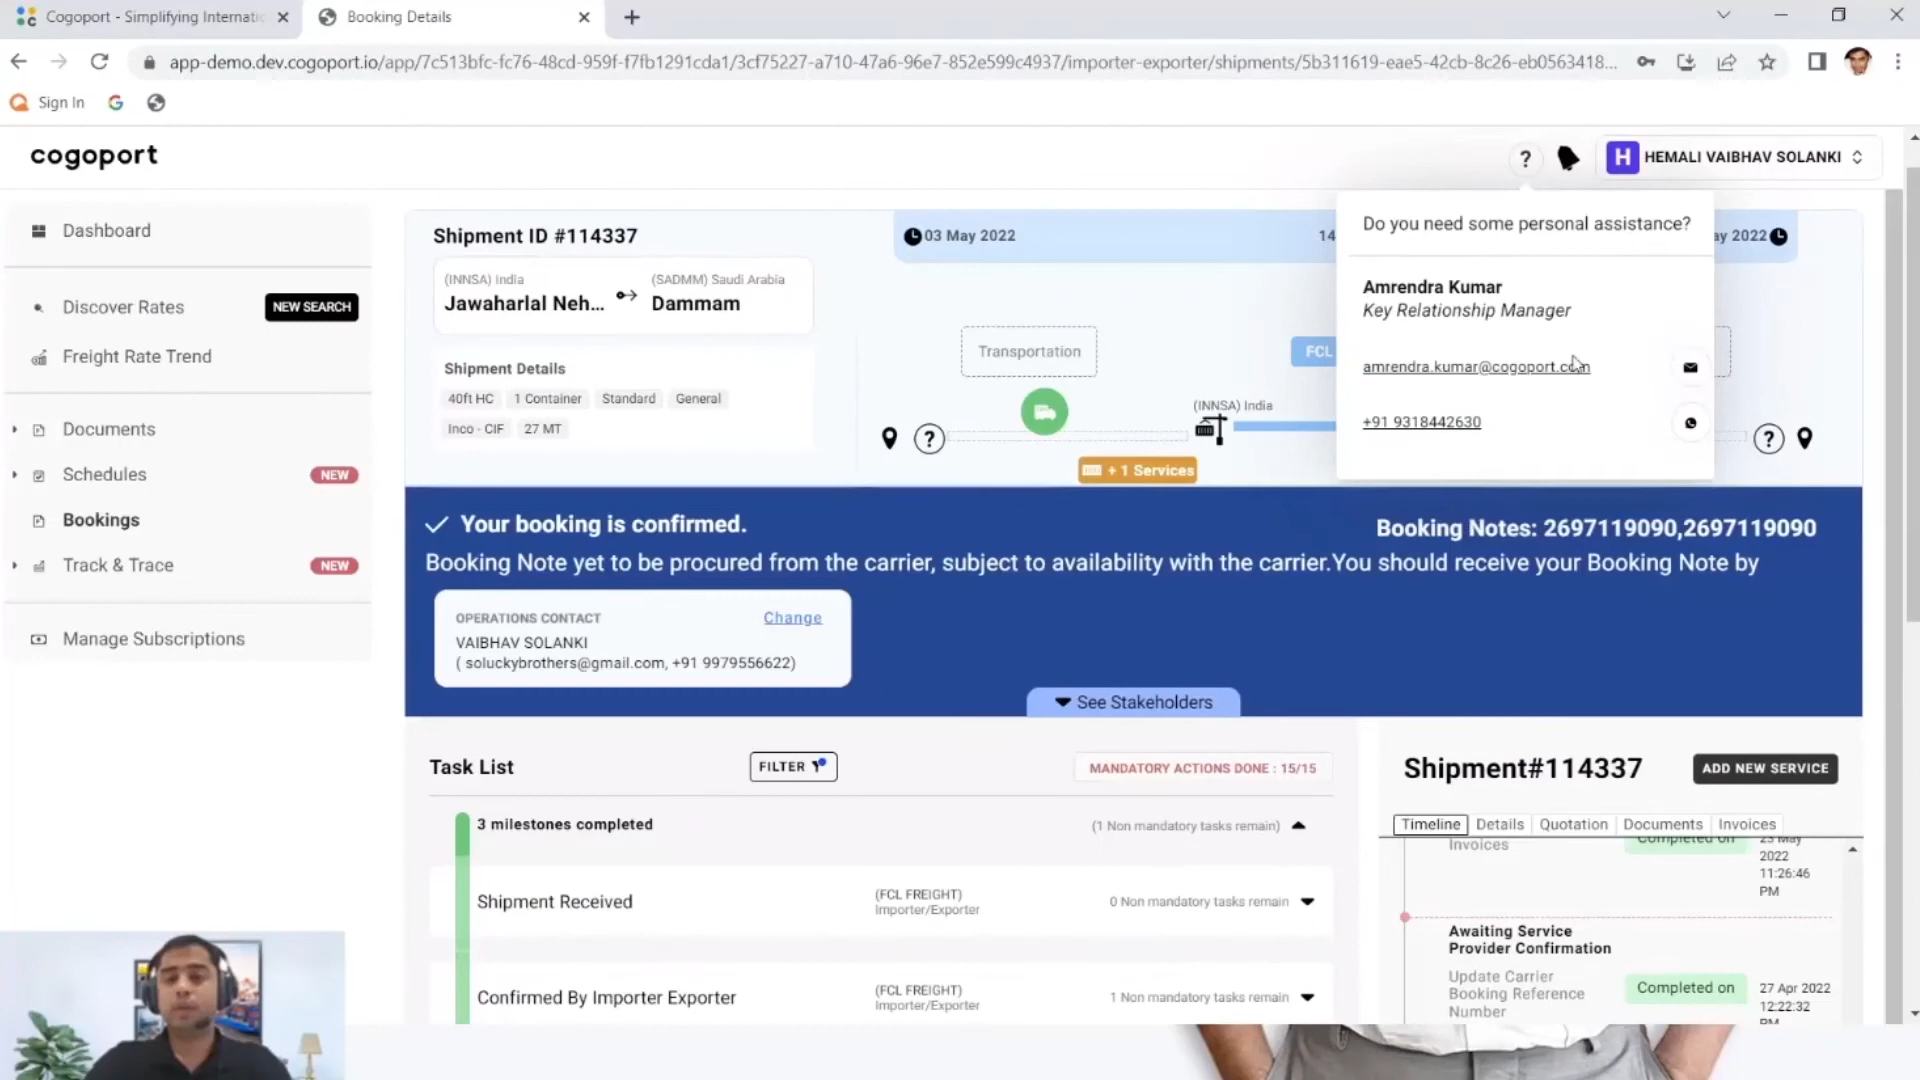 Cogoport - Simplifying Internatic
Booking Details
app-demo.dev.cogoport.io/app/7c513bfc-fc76-48cd-959f-f7fb1291cda1/3cf75227-a710-47a6-96e7-852e599c4937/importer-exporter/shipments/5b311619-eae5-42cb-8c26-eb0563418...
Sign In
cogoport
?
H HEMALI VAIBHAV SOLANKI
Dashboard
Discover Rates NEW SEARCH
Freight Rate Trend
Documents
Schedules NEW
Bookings
Track & Trace NEW
Manage Subscriptions
Shipment ID #114337
(INNSA) India
Jawaharlal Neh...
(SADMM) Saudi Arabia
Dammam
Shipment Details
40ft HC 1 Container Standard General
Inco - CIF 27 MT
03 May 2022 14 ay 2022
Transportation
FCL
(INNSA) India
? ?
+ 1 Services
Do you need some personal assistance?
Amrendra Kumar
Key Relationship Manager
amrendra.kumar@cogoport.com
+91 9318442630
Your booking is confirmed.
Booking Notes: 2697119090,2697119090
Booking Note yet to be procured from the carrier, subject to availability with the carrier.You should receive your Booking Note by
OPERATIONS CONTACT Change
VAIBHAV SOLANKI
( soluckybrothers@gmail.com, +91 9979556622)
See Stakeholders
Task List FILTER MANDATORY ACTIONS DONE : 15/15
3 milestones completed (1 Non mandatory tasks remain)
Shipment Received (FCL FREIGHT) 0 Non mandatory tasks remain
Importer/Exporter
Confirmed By Importer Exporter (FCL FREIGHT) 1 Non mandatory tasks remain
Importer/Exporter
Shipment#114337 ADD NEW SERVICE
Timeline Details Quotation Documents Invoices
Invoices Completed on 23 May
2022
11:26:46
PM
Awaiting Service
Provider Confirmation
Update Carrier
Booking Reference
Number
Completed on
27 Apr 2022
12:22:32
PM